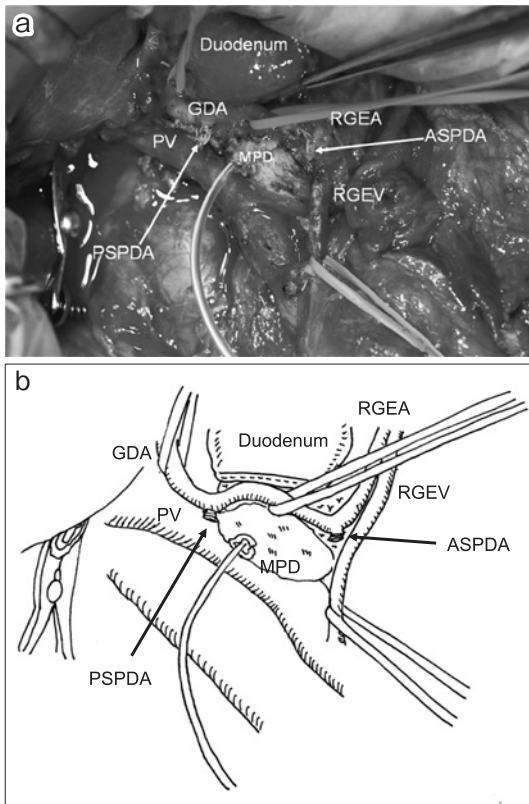 a
Duodenum
GDA
RGEA
PV
ASPDA
MPD
RGEV
PSPDA
b
RGEA
Duodenum
GDA
RGEV
PV
ASPDA
MPD
PSPDA